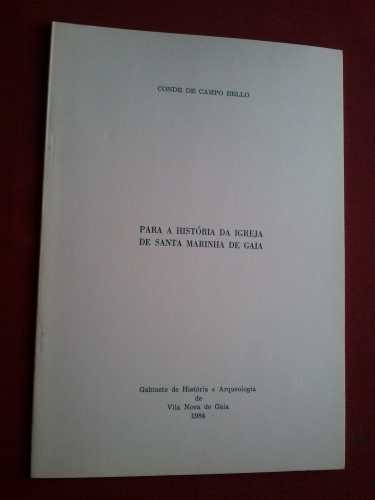 CONDE DE CAMPO BELLO
PARA A HISTÓRIA DA IGREJA
DE SANTA MARINHA DE GAIA
Gabinete de História e Arqueologia
de
Vila Nova de Gaia
1984